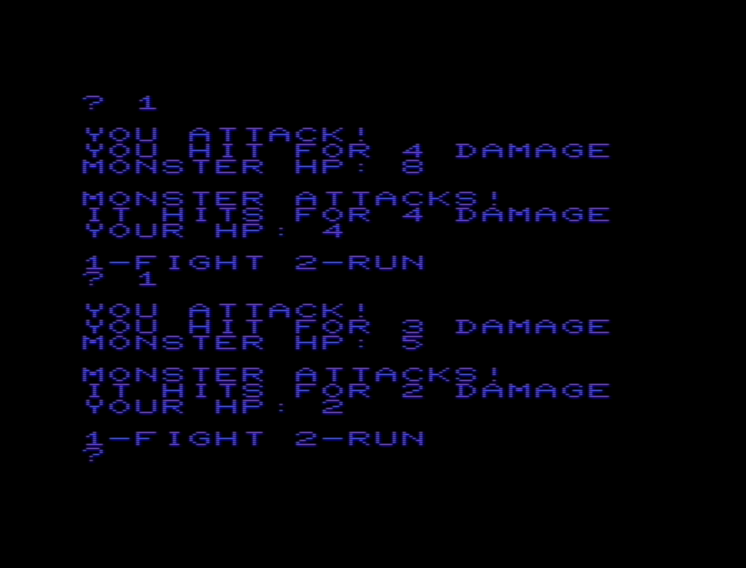 ? 1
YOU ATTACK!
YOU HIT FOR 4 DAMAGE
MONSTER HP: 8
MONSTER ATTACKS!
IT HITS FOR 4 DAMAGE
YOUR HP: 4
1-FIGHT 2-RUN
? 1
YOU ATTACK!
YOU HIT FOR 3 DAMAGE
MONSTER HP: 5
MONSTER ATTACKS!
IT HITS FOR 2 DAMAGE
YOUR HP: 2
1-FIGHT 2-RUN
?